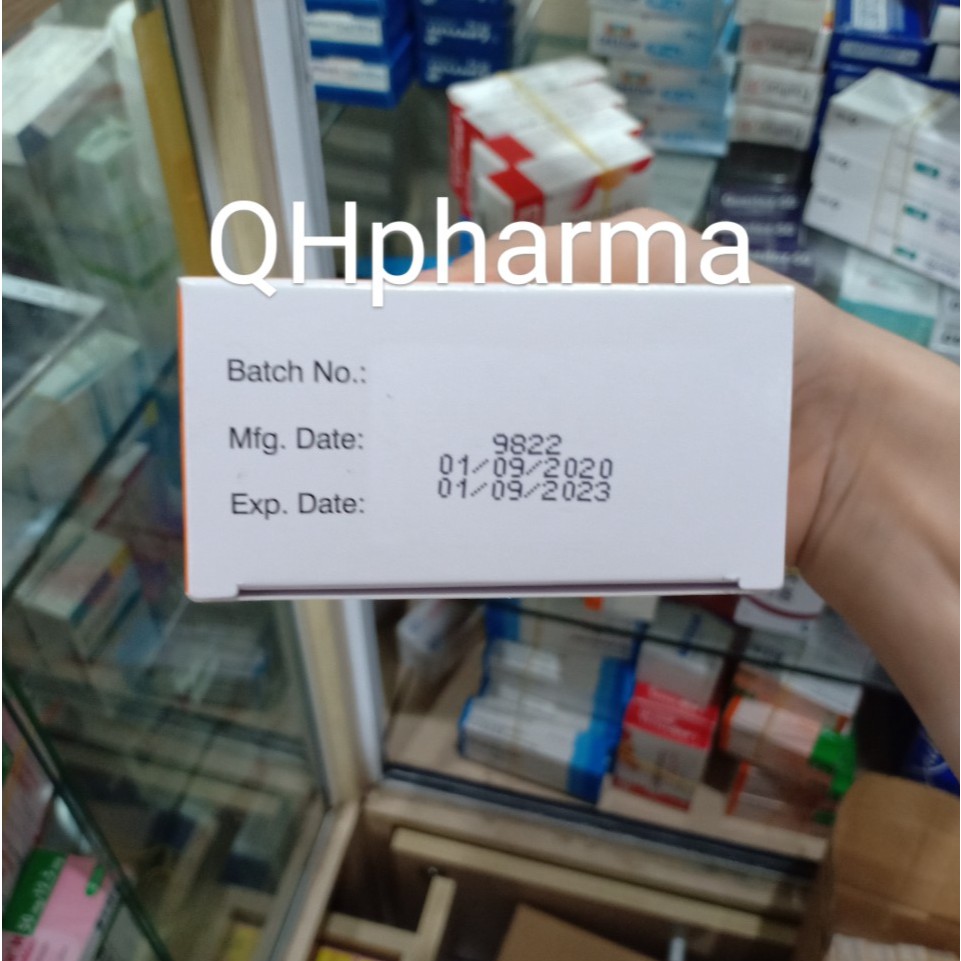 QHpharma
Batch No.:
Mfg. Date:
Exp. Date:
9822
01/09/2020
01/09/2023